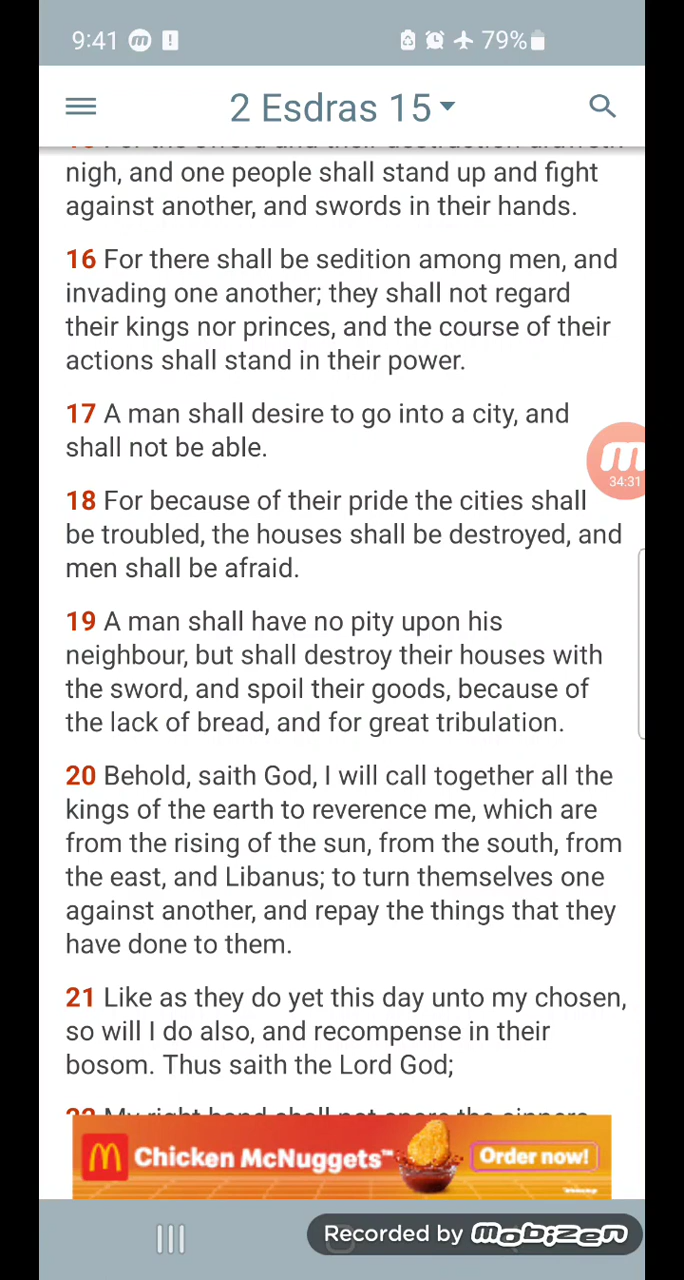 9:41 m ! 79%
2 Esdras 15
nigh, and one people shall stand up and fight
against another, and swords in their hands.
16 For there shall be sedition among men, and
invading one another; they shall not regard
their kings nor princes, and the course of their
actions shall stand in their power.
17 A man shall desire to go into a city, and
shall not be able.
m
34:31
18 For because of their pride the cities shall
be troubled, the houses shall be destroyed, and
men shall be afraid.
19 A man shall have no pity upon his
neighbour, but shall destroy their houses with
the sword, and spoil their goods, because of
the lack of bread, and for great tribulation.
20 Behold, saith God, I will call together all the
kings of the earth to reverence me, which are
from the rising of the sun, from the south, from
the east, and Libanus; to turn themselves one
against another, and repay the things that they
have done to them.
21 Like as they do yet this day unto my chosen,
so will I do also, and recompense in their
bosom. Thus saith the Lord God;
22 My right hand shall not spare the sinners
Chicken McNuggets™ Order now!
Recorded by mobizen